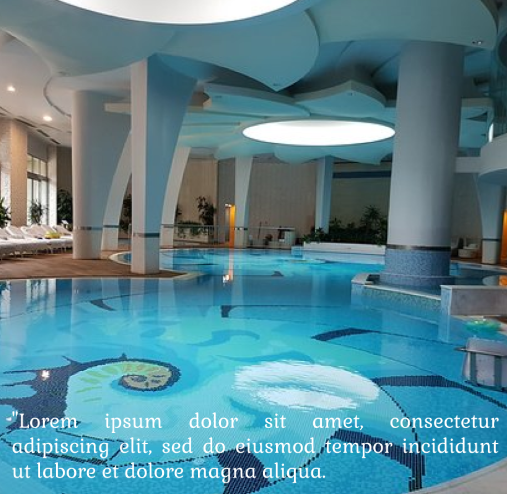 "Lorem ipsum dolor sit amet, consectetur
adipiscing elit, sed do eiusmod tempor incididunt
ut labore et dolore magna aliqua.